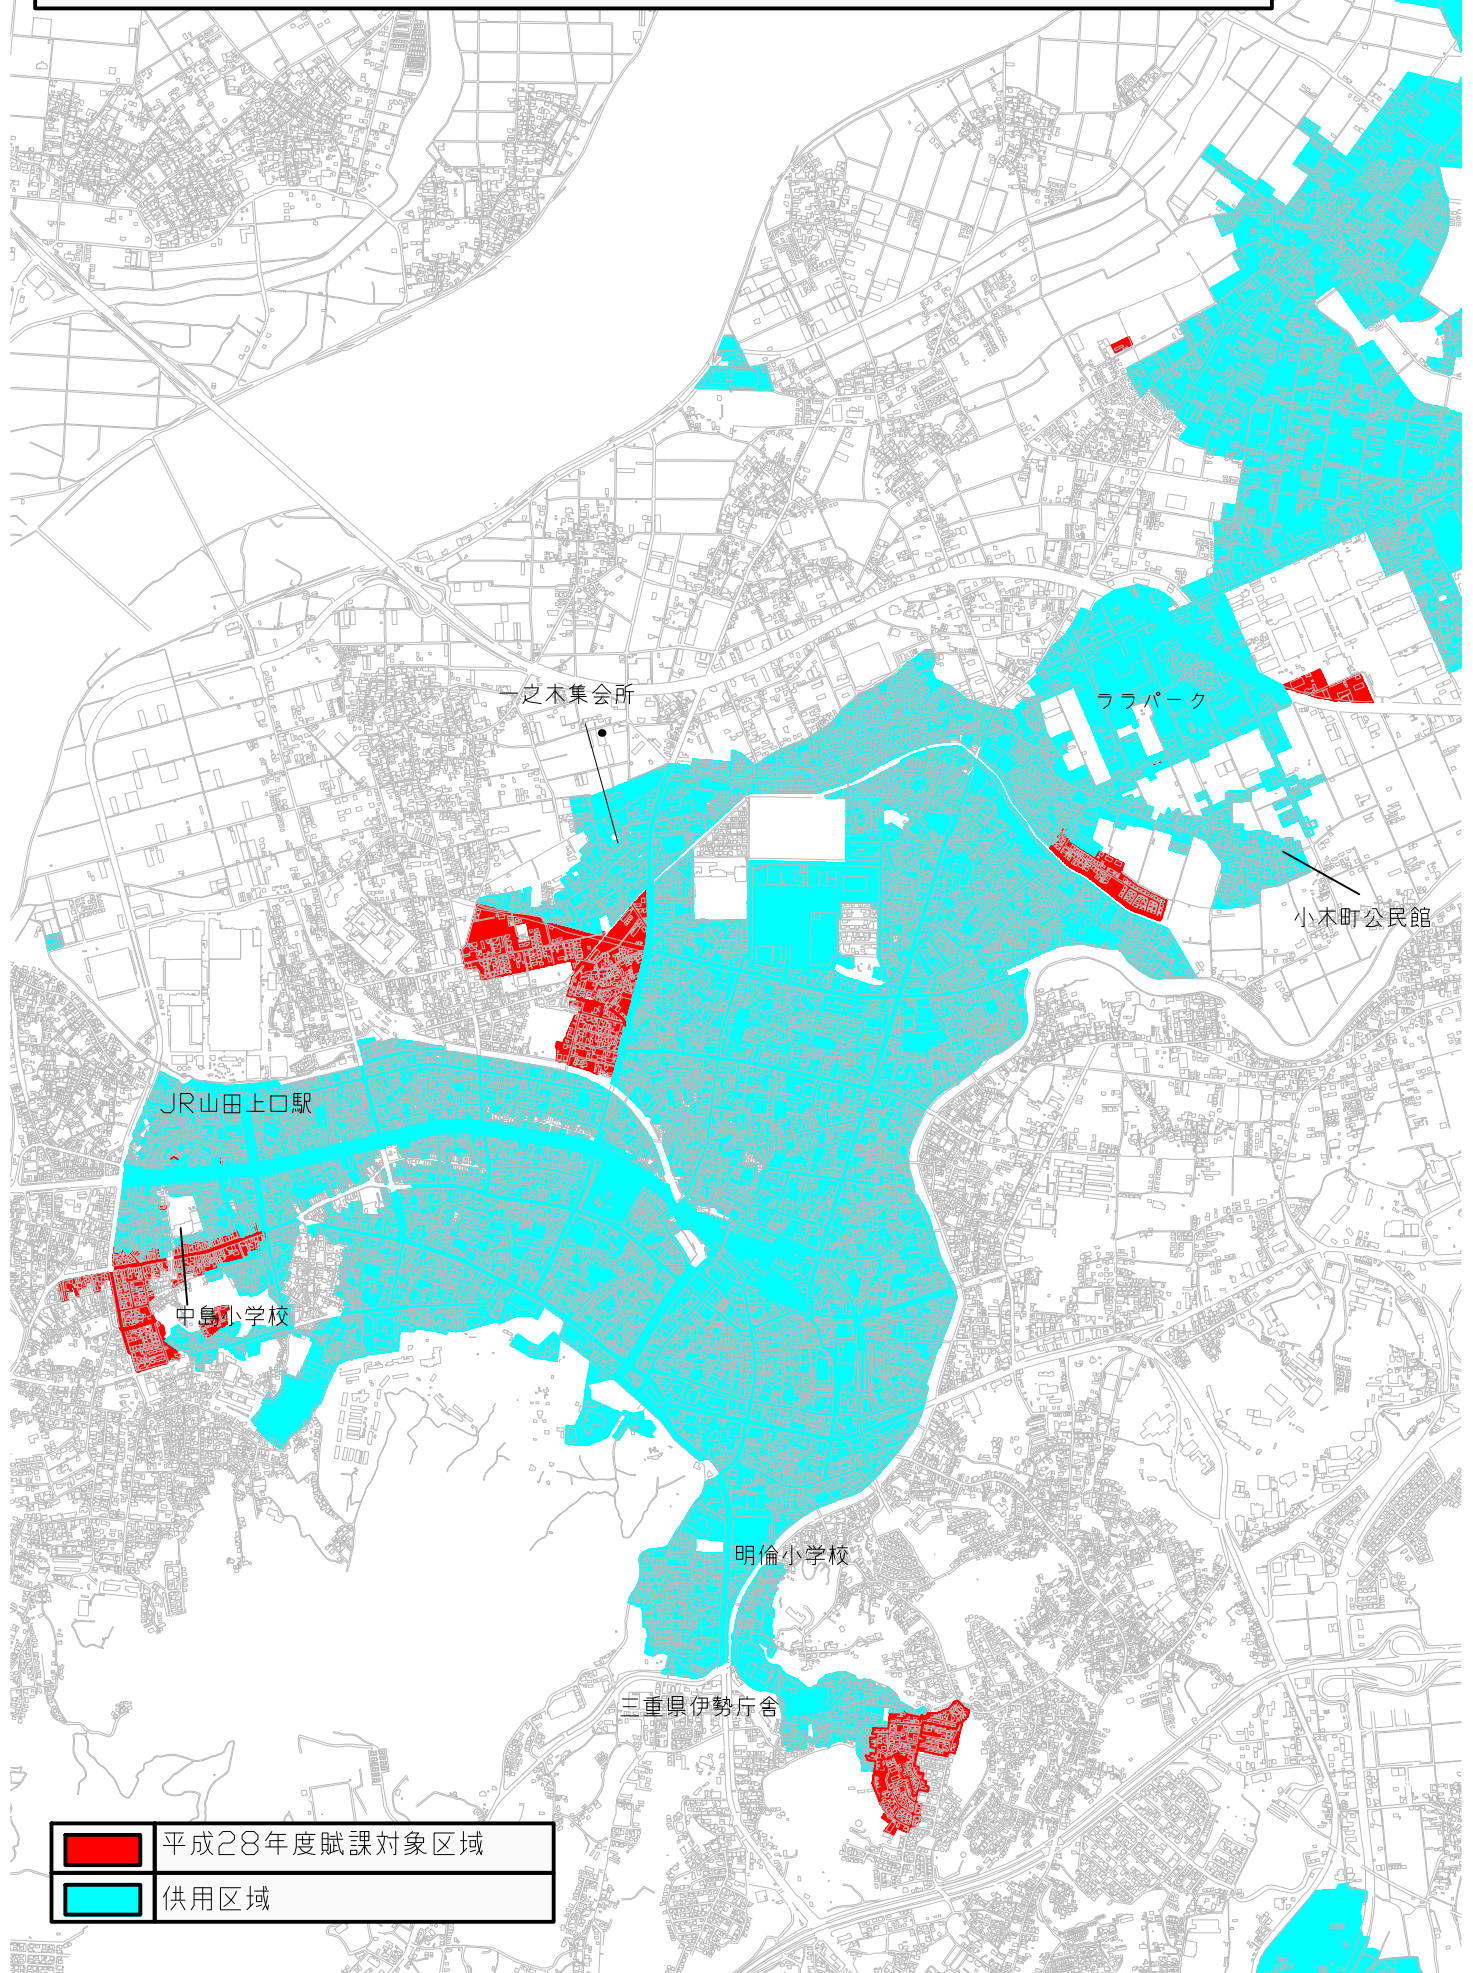 一之木集会所
ララパーク
小木町公民館
JR山田上口駅
中島小学校
明倫小学校
三重県伊勢庁舎
平成28年度賦課対象区域
供用区域